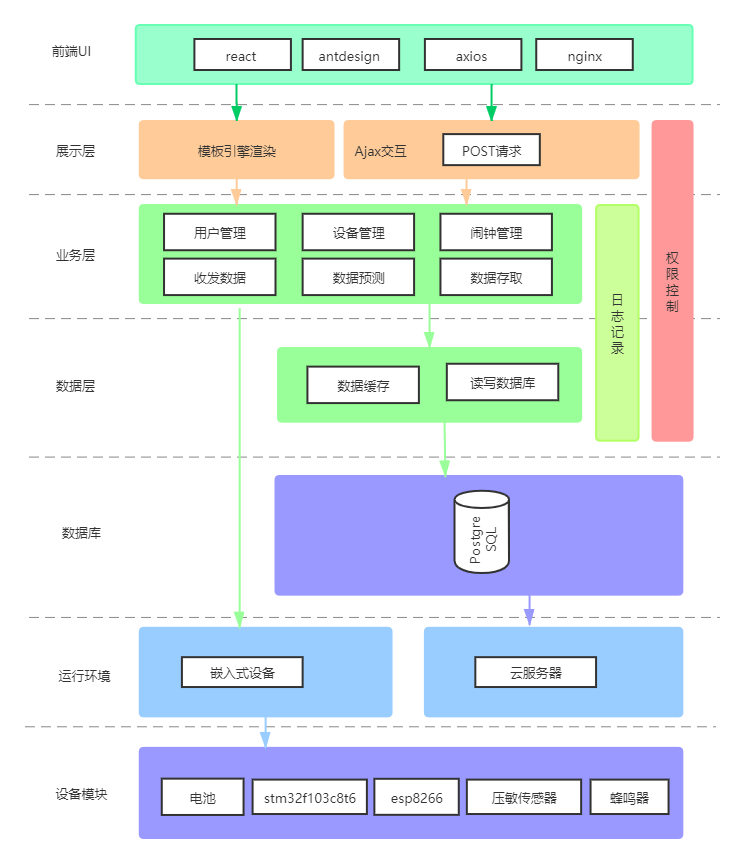 前端UI
react
antdesign
axios
nginx
展示层
模板引擎渲染
Ajax交互
POST请求
业务层
用户管理
设备管理
闹钟管理
收发数据
数据预测
数据存取
日志记录
权限控制
数据层
数据缓存
读写数据库
数据库
Postgre
SQL
运行环境
嵌入式设备
云服务器
设备模块
电池
stm32f103c8t6
esp8266
压敏传感器
蜂鸣器